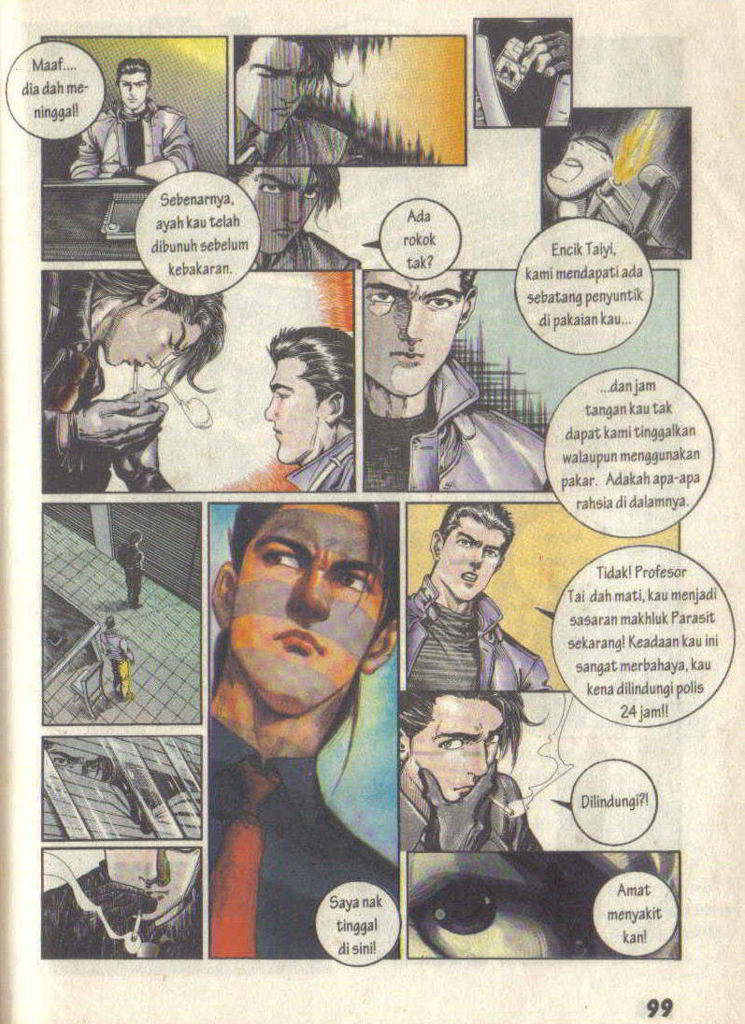 Maaf....
dia dah me-
ninggal!!
Sebenarnya,
ayah kau telah
dibunuh sebelum
kebakaran.
Ada
rokok
tak?
Encik Taiyi,
kami mendapati ada
sebatang penyuntik
di pakaian kau...
...dan jam
tangan kau tak
dapat kami tinggalkan
walaupun menggunakan
pakar. Adakah apa-apa
rahsia di dalamnya.
Tidak! Profesor
Tai dah mati, kau menjadi
sasaran makhluk Parasit
sekarang! Keadaan kau ini
sangat merbahaya, kau
kena dilindungi polis
24 jam!!
Dilindungi?!
Saya nak
tinggal
di sini!
Amat
menyakit
kan!
99